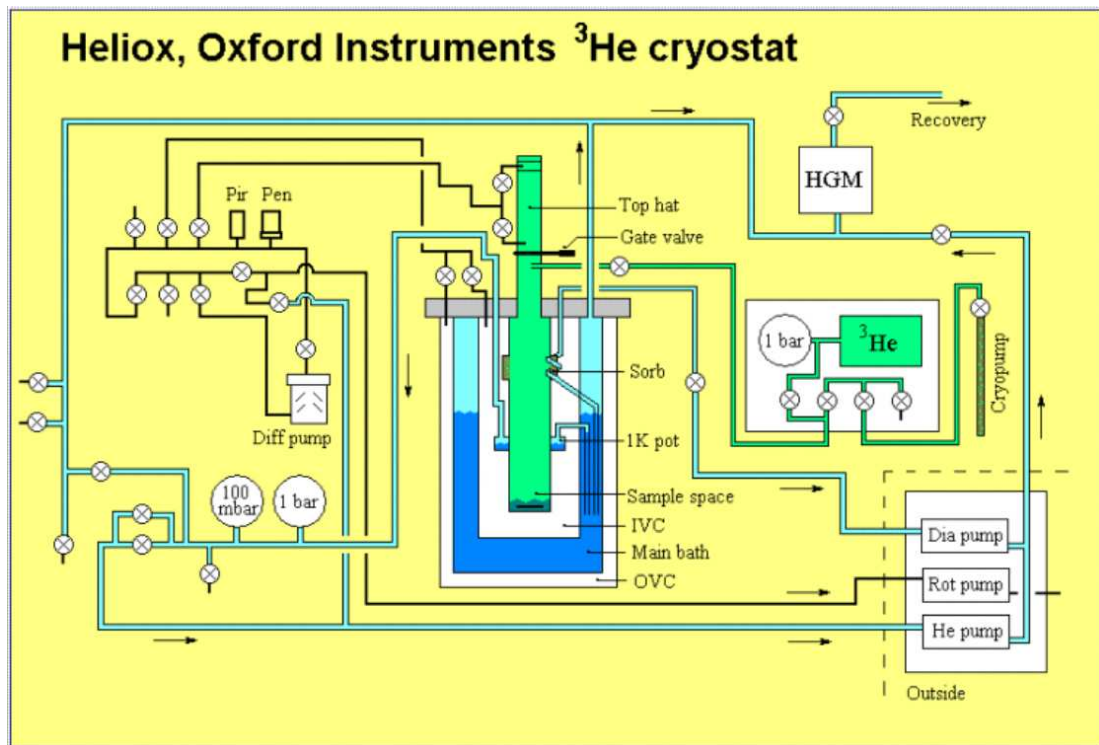 Heliox, Oxford Instruments ³He cryostat
Recovery
HGM
Pir Pen
Top hat
Gate valve
1 bar
³He
Cryopump
Sorb
Diff pump
1K pot
100
mbar
1 bar
Sample space
IVC
Main bath
OVC
Dia pump
Rot pump
He pump
Outside